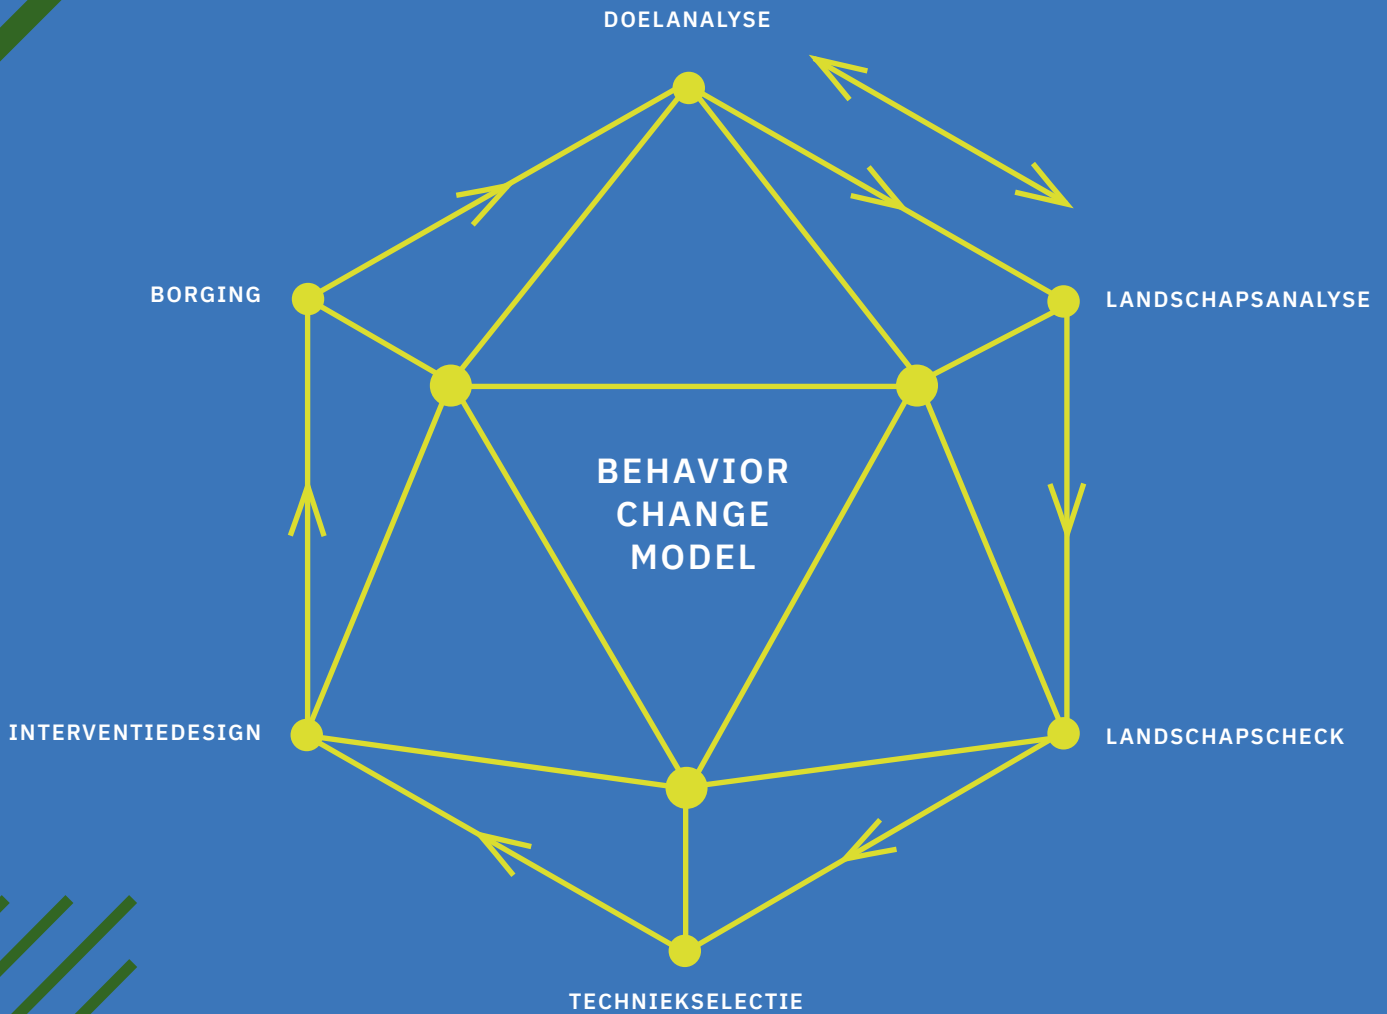 DOELANALYSE
BORGING
LANDSCHAPSANALYSE
BEHAVIOR
CHANGE
MODEL
INTERVENTIEDESIGN
LANDSCHAPSCHECK
TECHNIEKSELECTIE